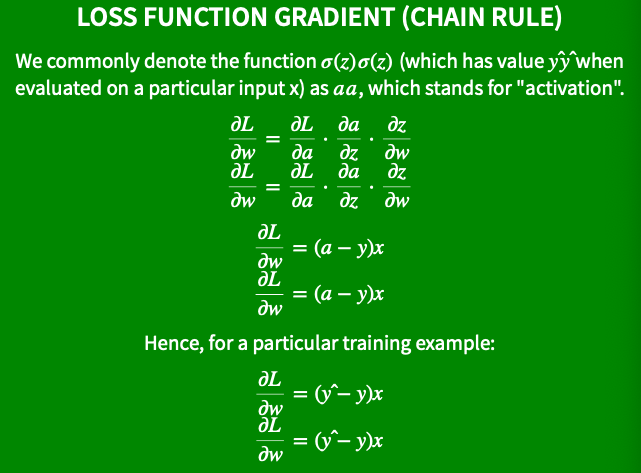 LOSS FUNCTION GRADIENT (CHAIN RULE)
We commonly denote the function σ(z)σ(z) (which has value yŷ^when
evaluated on a particular input x) as aa, which stands for "activation".
∂L/∂w = ∂L/∂a · ∂a/∂z · ∂z/∂w
∂L/∂w = ∂L/∂a · ∂a/∂z · ∂z/∂w
∂L/∂w = (a − y)x
∂L/∂w = (a − y)x
Hence, for a particular training example:
∂L/∂w = (y^− y)x
∂L/∂w = (y^− y)x